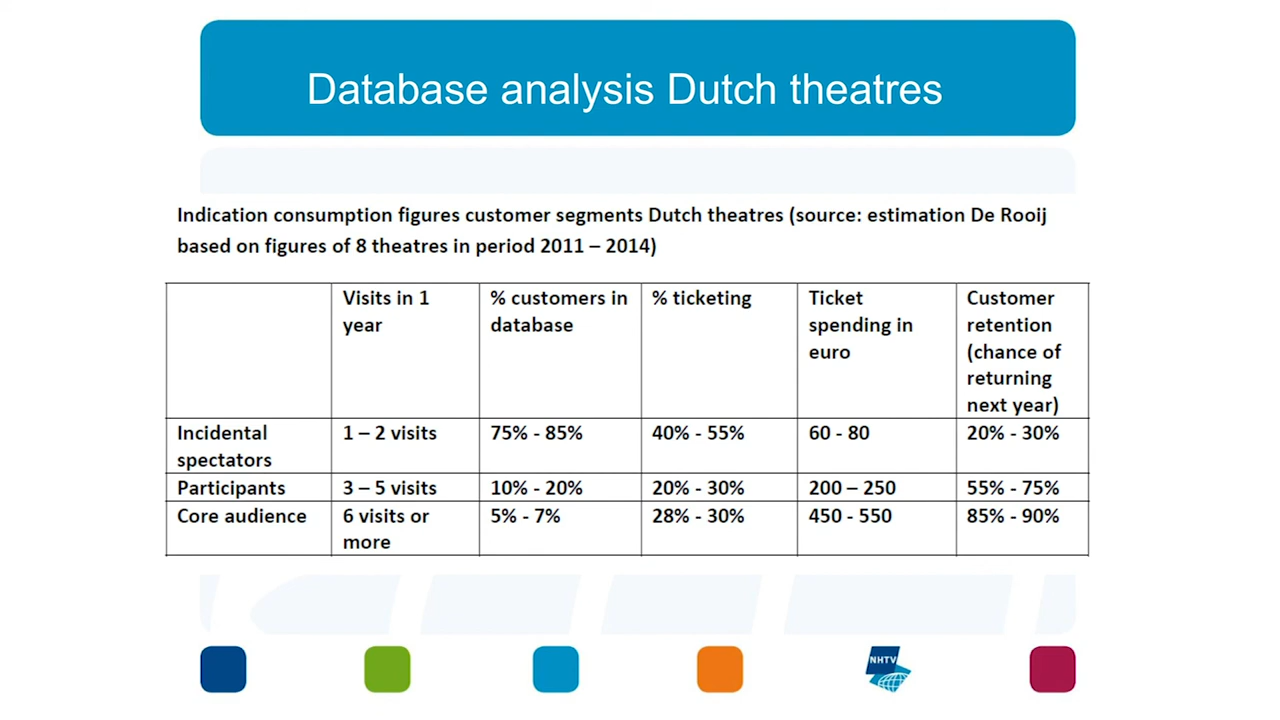 Database analysis Dutch theatres
Indication consumption figures customer segments Dutch theatres (source: estimation De Rooij
based on figures of 8 theatres in period 2011 – 2014)
Visits in 1
year
% customers in
database
% ticketing
Ticket
spending in
euro
Customer
retention
(chance of
returning
next year)
Incidental
spectators
1 – 2 visits
75% - 85%
40% - 55%
60 - 80
20% - 30%
Participants
3 – 5 visits
10% - 20%
20% - 30%
200 – 250
55% - 75%
Core audience
6 visits or
more
5% - 7%
28% - 30%
450 - 550
85% - 90%
NHTV